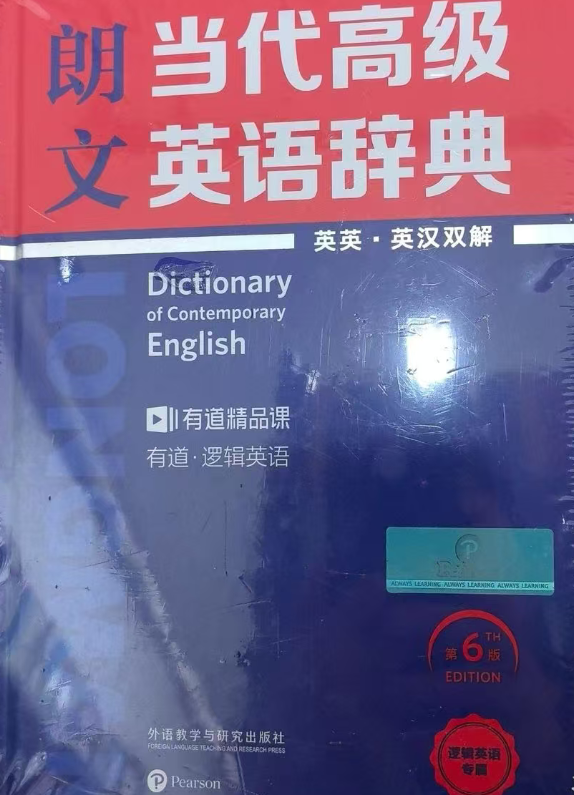 朗文
当代高级
英语辞典
英英·英汉双解
Dictionary
of Contemporary
English
有道精品课
有道·逻辑英语
ALWAYS LEARNING ALWAYS LEARNING ALWAYS LEARNING
第6TH版
EDITION
外语教学与研究出版社
FOREIGN LANGUAGE TEACHING AND RESEARCH PRESS
逻辑英语
专属
Pearson